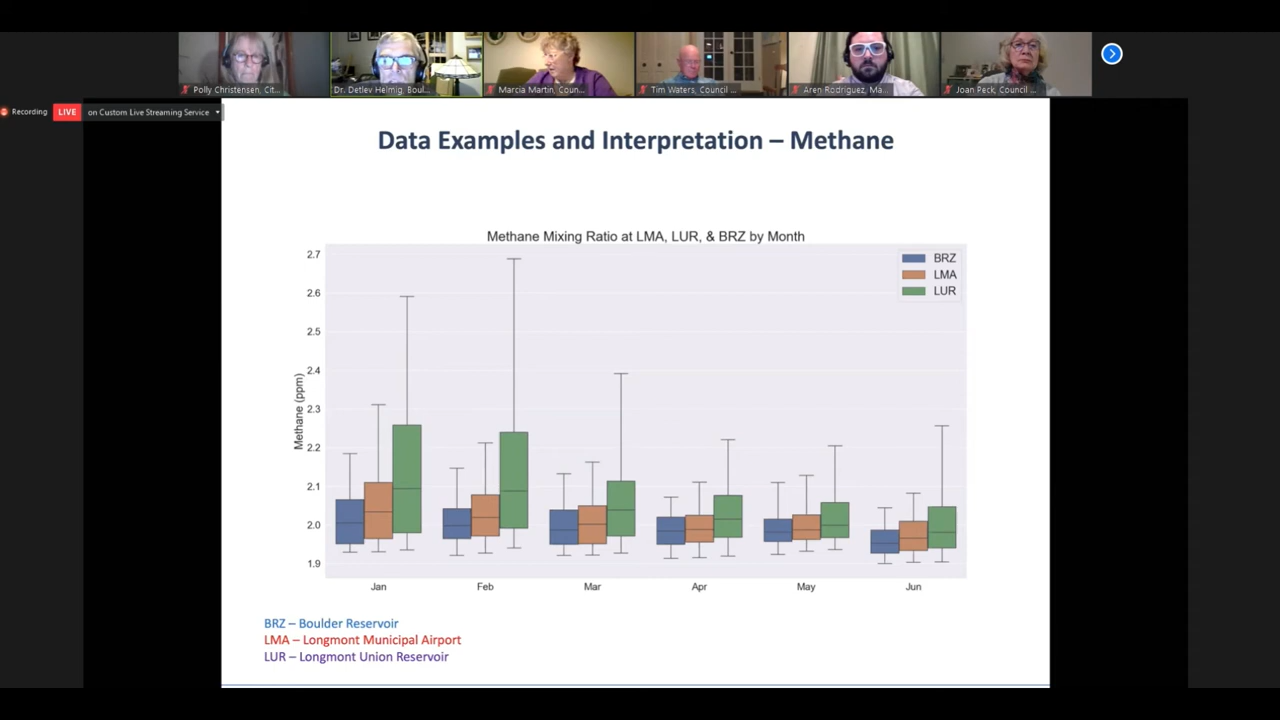 Polly Christensen, Cit...
Dr. Detlev Helmig, Boul...
Marcia Martin, Coun...
Tim Waters, Council ...
Aren Rodriguez, Ma...
Joan Peck, Council ...
Recording
LIVE
on Custom Live Streaming Service
Data Examples and Interpretation – Methane
Methane Mixing Ratio at LMA, LUR, & BRZ by Month
BRZ
LMA
LUR
Methane (ppm)
2.7
2.6
2.5
2.4
2.3
2.2
2.1
2.0
1.9
Jan Feb Mar Apr May Jun
BRZ – Boulder Reservoir
LMA – Longmont Municipal Airport
LUR – Longmont Union Reservoir